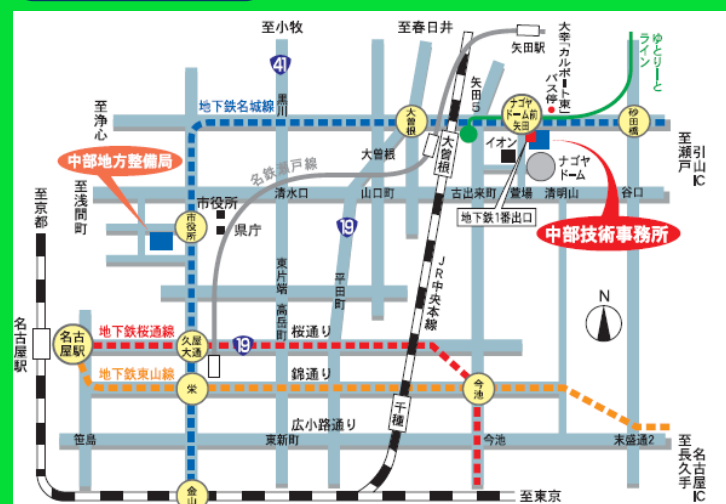 至小牧
至春日井
矢田駅
大幸「カルポート東」
バス停
ゆとりーと
ライン
41
黒川
矢田5
至浄心
地下鉄名城線
大曽根
ナゴヤ
ドーム前
矢田
砂田橋
中部地方整備局
大曽根
大曽根
イオン
ナゴヤ
ドーム
至瀬戸
引山IC
名鉄瀬戸線
至京都
至浅間町
市役所
清水口
山口町
古出来町
萱場
清明山
谷口
地下鉄1番出口
市役所
県庁
19
中部技術事務所
東片端
平田町
JR中央本線
N
高岳町
名古屋駅
名古
屋駅
地下鉄桜通線
久屋
大通
19
桜通り
地下鉄東山線
栄
錦通り
今池
千種
広小路通り
笹島
東新町
今池
末盛通2
至長久手
名古屋IC
金山
至東京